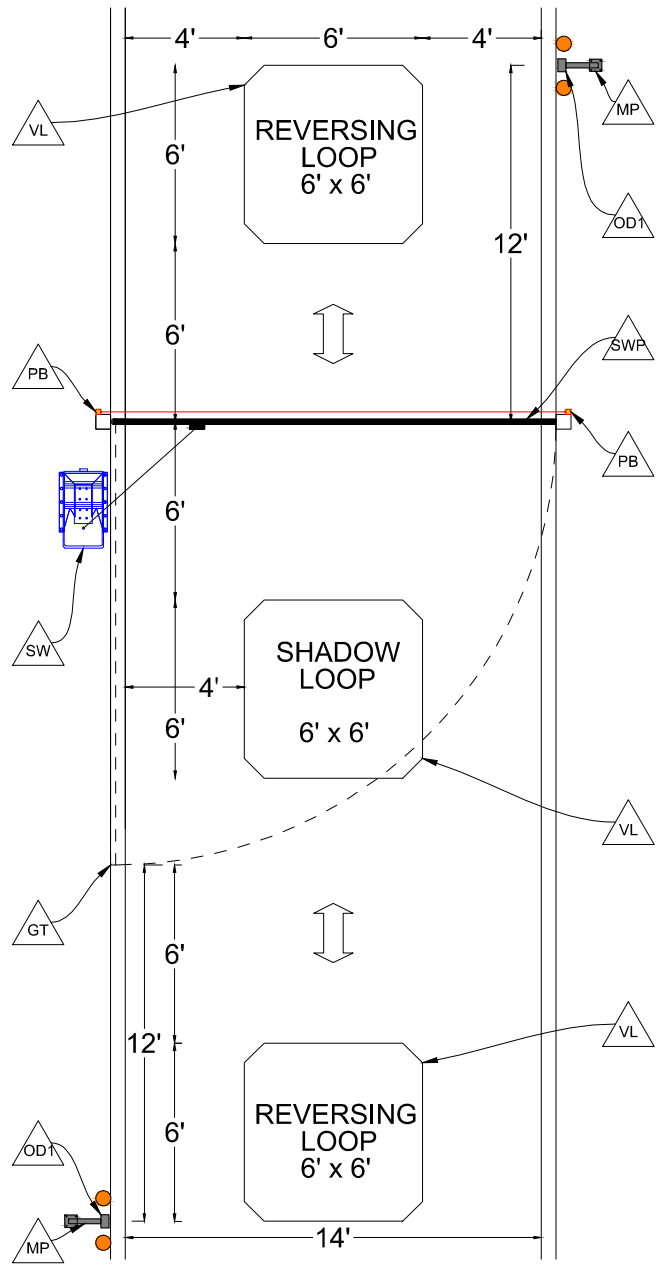 4' 6' 4'
MP
VL
REVERSING
LOOP
6' x 6'
6'
OD1
12'
6'
SWP
PB
PB
6'
SW
SHADOW
LOOP
6' x 6'
4'
6'
VL
GT
6'
12'
VL
REVERSING
LOOP
6' x 6'
6'
OD1
MP
14'